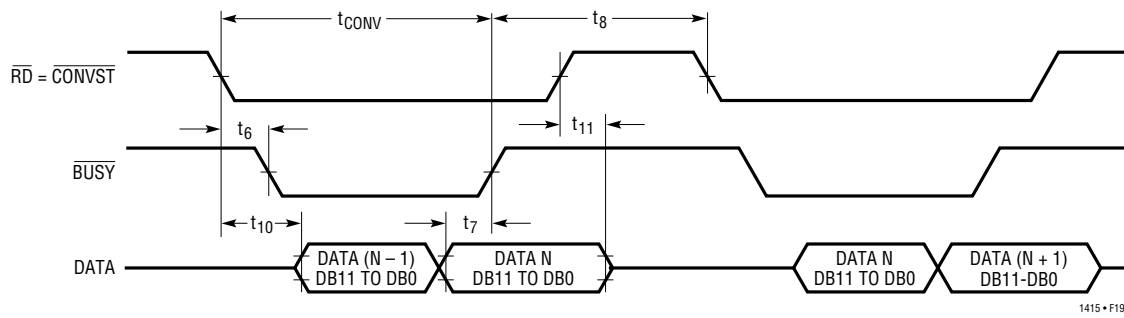 tCONV
t8
RD = CONVST
t6
t11
BUSY
t10
t7
DATA
DATA (N – 1)
DB11 TO DB0
DATA N
DB11 TO DB0
DATA N
DB11 TO DB0
DATA (N + 1)
DB11-DB0
1415 • F19